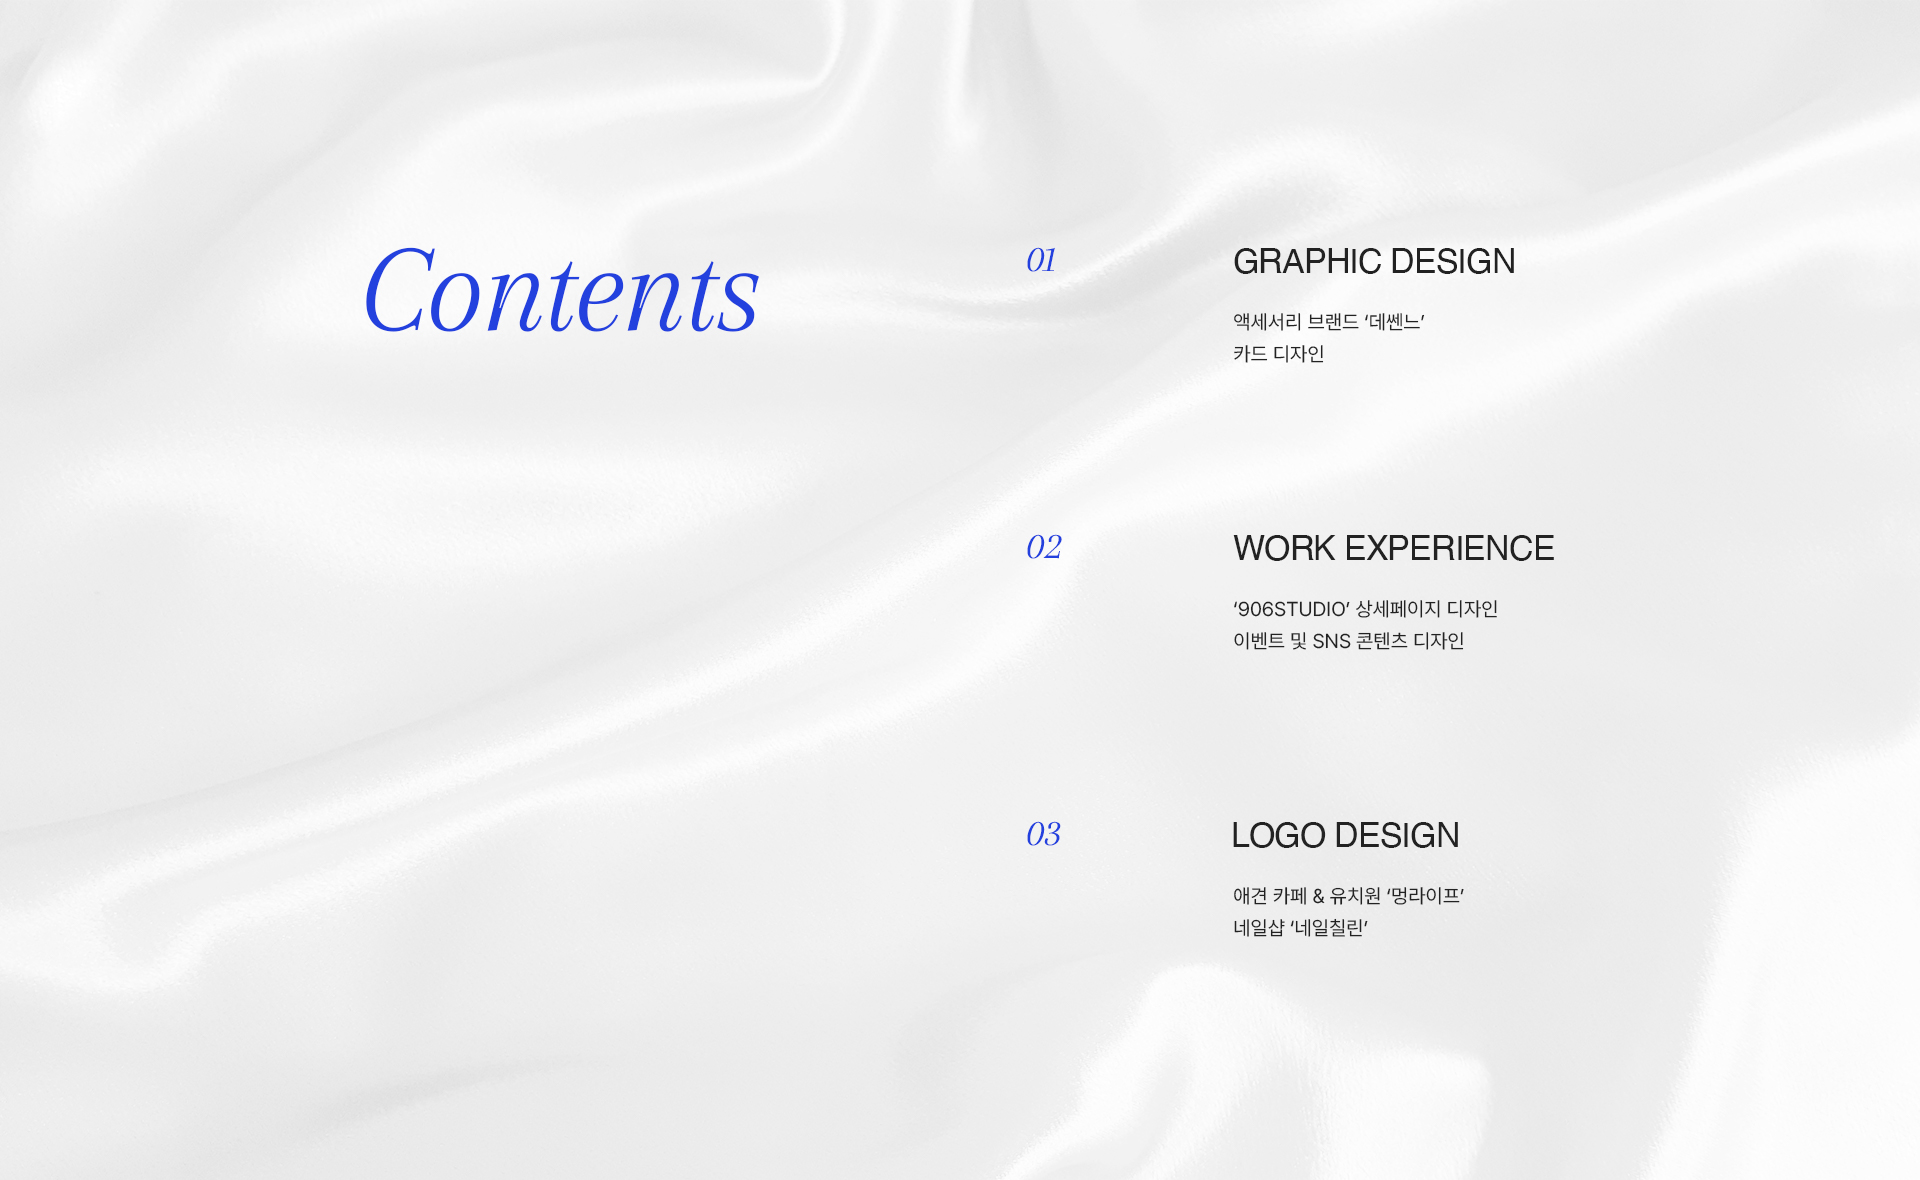 Contents
01
GRAPHIC DESIGN
액세서리 브랜드 ‘데쎈느’
카드 디자인
02
WORK EXPERIENCE
‘906STUDIO’ 상세페이지 디자인
이벤트 및 SNS 콘텐츠 디자인
03
LOGO DESIGN
애견 카페 & 유치원 ‘멍라이프’
네일샵 ‘네일칠린’